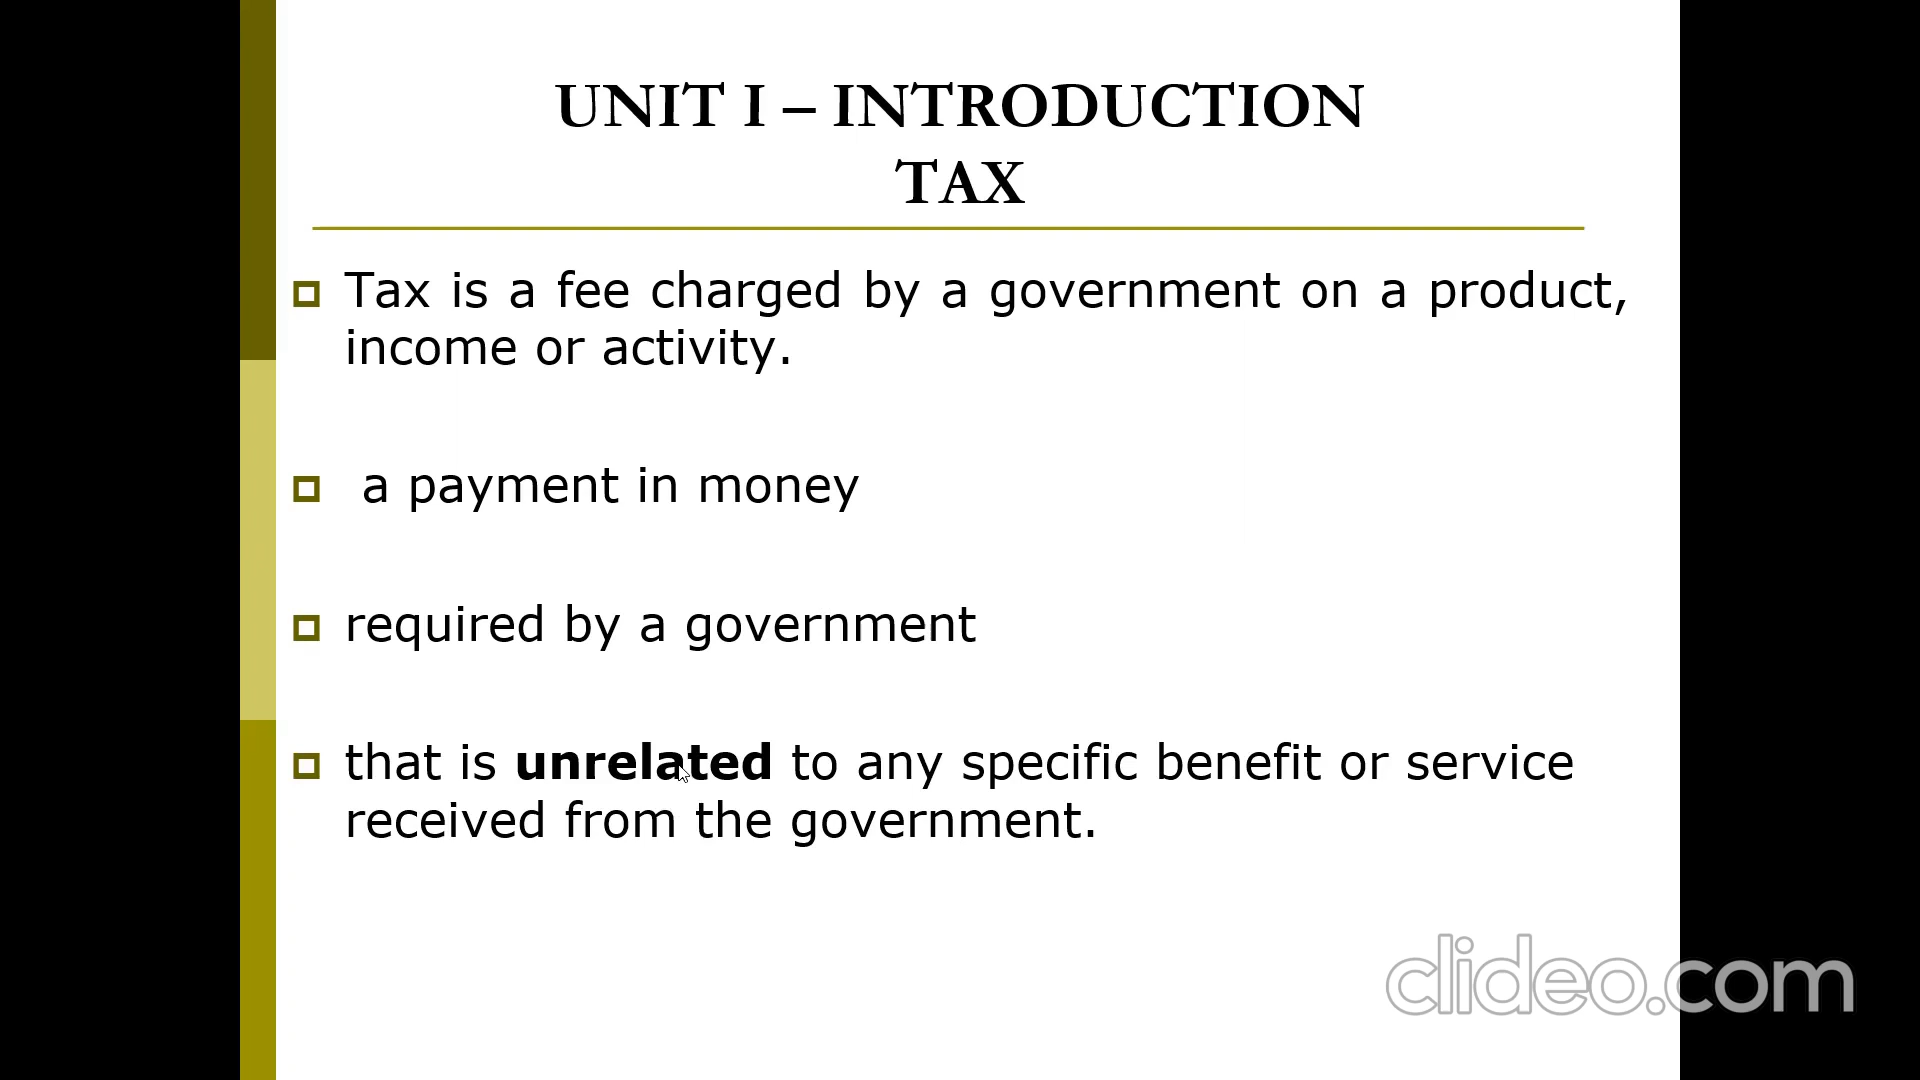 UNIT I – INTRODUCTION
TAX
Tax is a fee charged by a government on a product,
income or activity.
a payment in money
required by a government
that is unrelated to any specific benefit or service
received from the government.
clideo.com